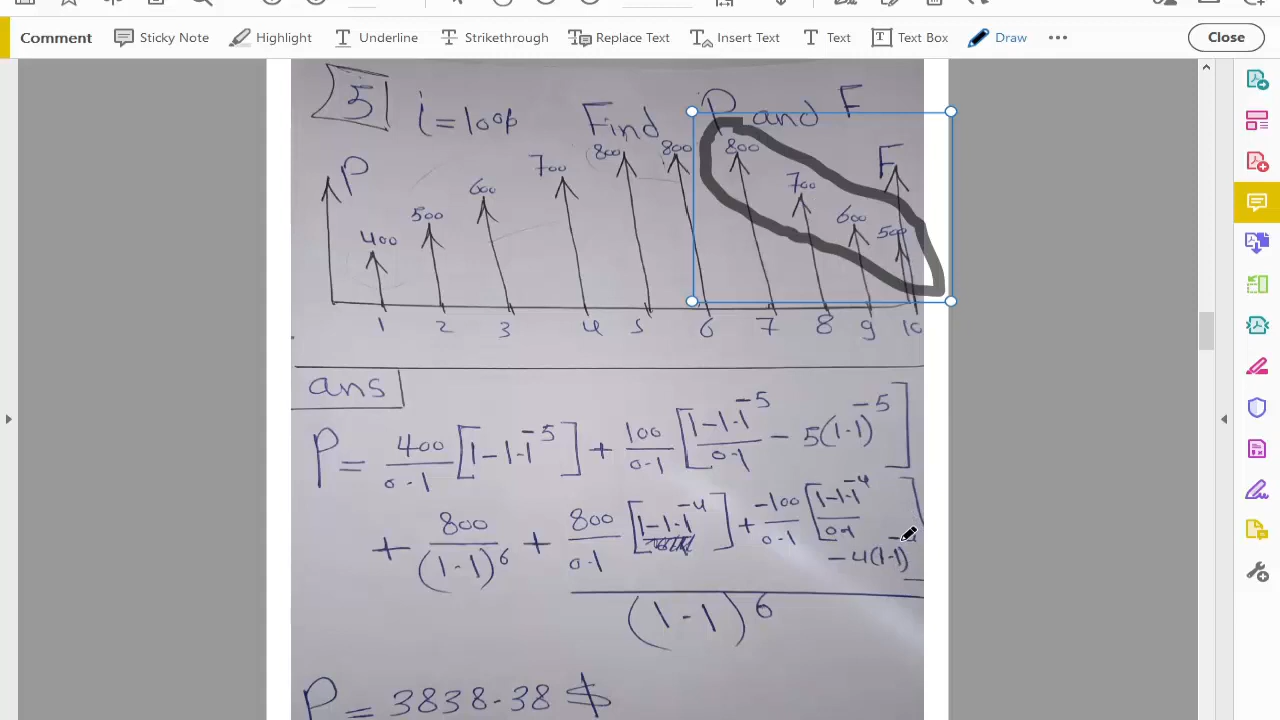 Comment Sticky Note Highlight Underline Strikethrough Replace Text Insert Text Text Text Box Draw Close
5 i = 10% Find P and F
P 400 500 600 700 800 800 800 700 600 500 F
1 2 3 4 5 6 7 8 9 10
ans
P = 400/0.1 [1-1.1^-5] + 100/0.1 [1-1.1^-5/0.1 - 5(1.1)^-5]
+ 800/(1.1)^6 + 800/0.1 [1-1.1^-4] + -100/0.1 [1-1.1^-4/0.1 - 4(1.1)
(1.1)^6
P = 3838.38 $